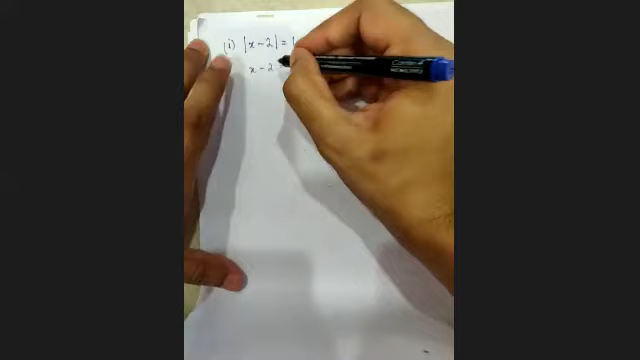 (i) |x-2| =
x-2